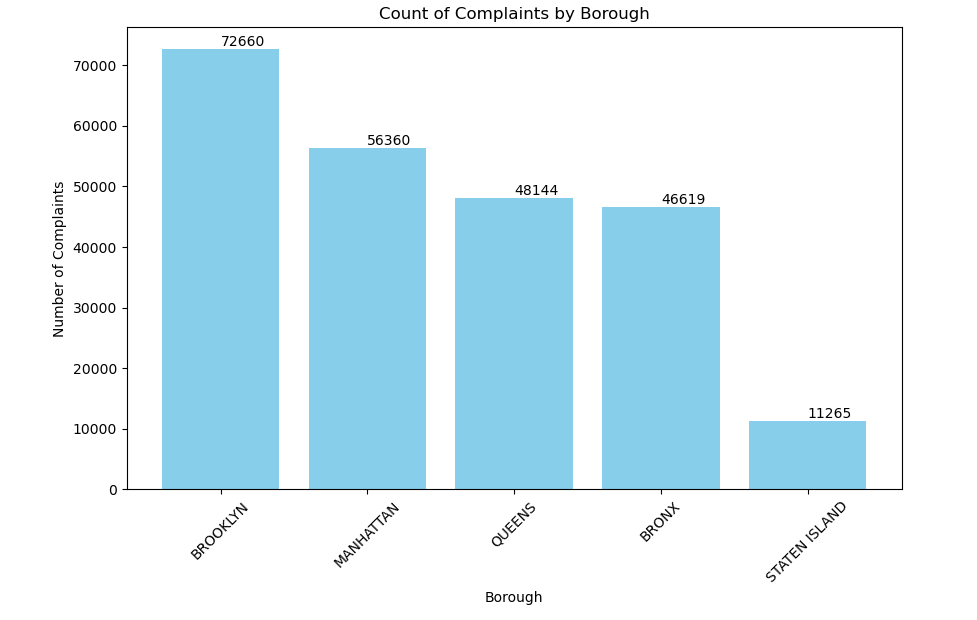 Count of Complaints by Borough
72660
56360
48144
46619
11265
70000
60000
50000
40000
30000
20000
10000
0
Number of Complaints
BROOKLYN
MANHATTAN
QUEENS
BRONX
STATEN ISLAND
Borough